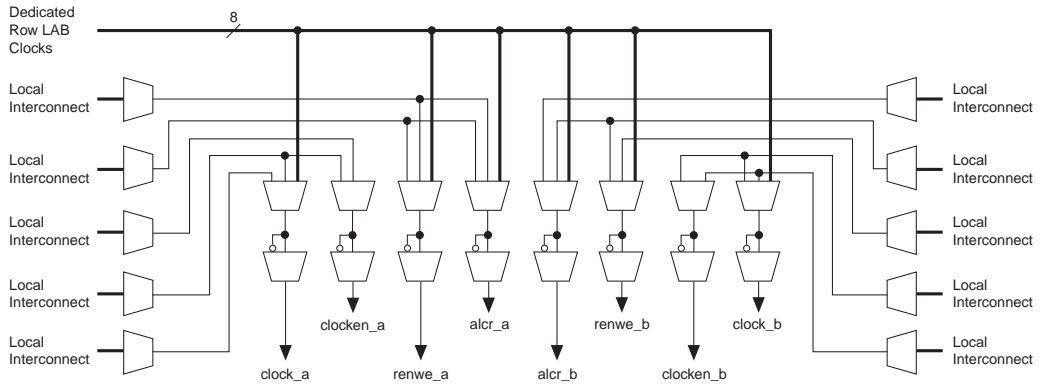 Dedicated
Row LAB
Clocks
8
Local
Interconnect
Local
Interconnect
Local
Interconnect
Local
Interconnect
Local
Interconnect
Local
Interconnect
Local
Interconnect
Local
Interconnect
Local
Interconnect
Local
Interconnect
clocken_a
alcr_a
renwe_b
clock_b
clock_a
renwe_a
alcr_b
clocken_b